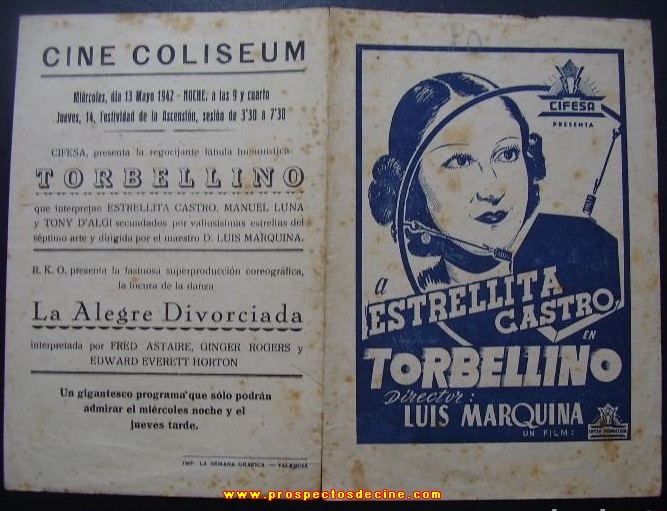 CINE COLISEUM
Miércoles, día 13 Mayo 1942 - NOCHE, a las 9 y cuarto
Jueves, 14, Festividad de la Ascensión, sesión de 3'30 a 7'30
CIFESA, presenta la regocijante fábula humorística
TORBELLINO
que interpretan ESTRELLITA CASTRO, MANUEL LUNA
y TONY D'ALGI secundados por valiosísimas estrellas del
séptimo arte y dirigida por el maestro D. LUIS MARQUINA.
R. K. O. presenta la fastuosa superproducción coreográfica,
la locura de la danza
La Alegre Divorciada
interpretada por FRED ASTAIRE, GINGER ROGERS y
EDWARD EVERETT HORTON
Un gigantesco programa que sólo podrán
admirar el miércoles noche y el
jueves tarde.
IMP. LA SEMANA GRAFICA. — VALENCIA
CIFESA
PRESENTA
a
ESTRELLITA
CASTRO,
EN
TORBELLINO
Director:
LUIS MARQUINA
UN FILM:
CIFESA PRODUCCION
www.prospectosdecine.com